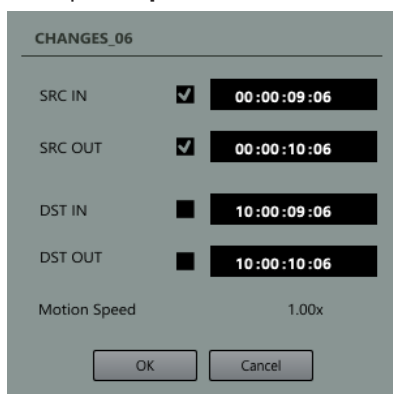 CHANGES_06
SRC IN 00:00:09:06
SRC OUT 00:00:10:06
DST IN 10:00:09:06
DST OUT 10:00:10:06
Motion Speed 1.00x
OK Cancel